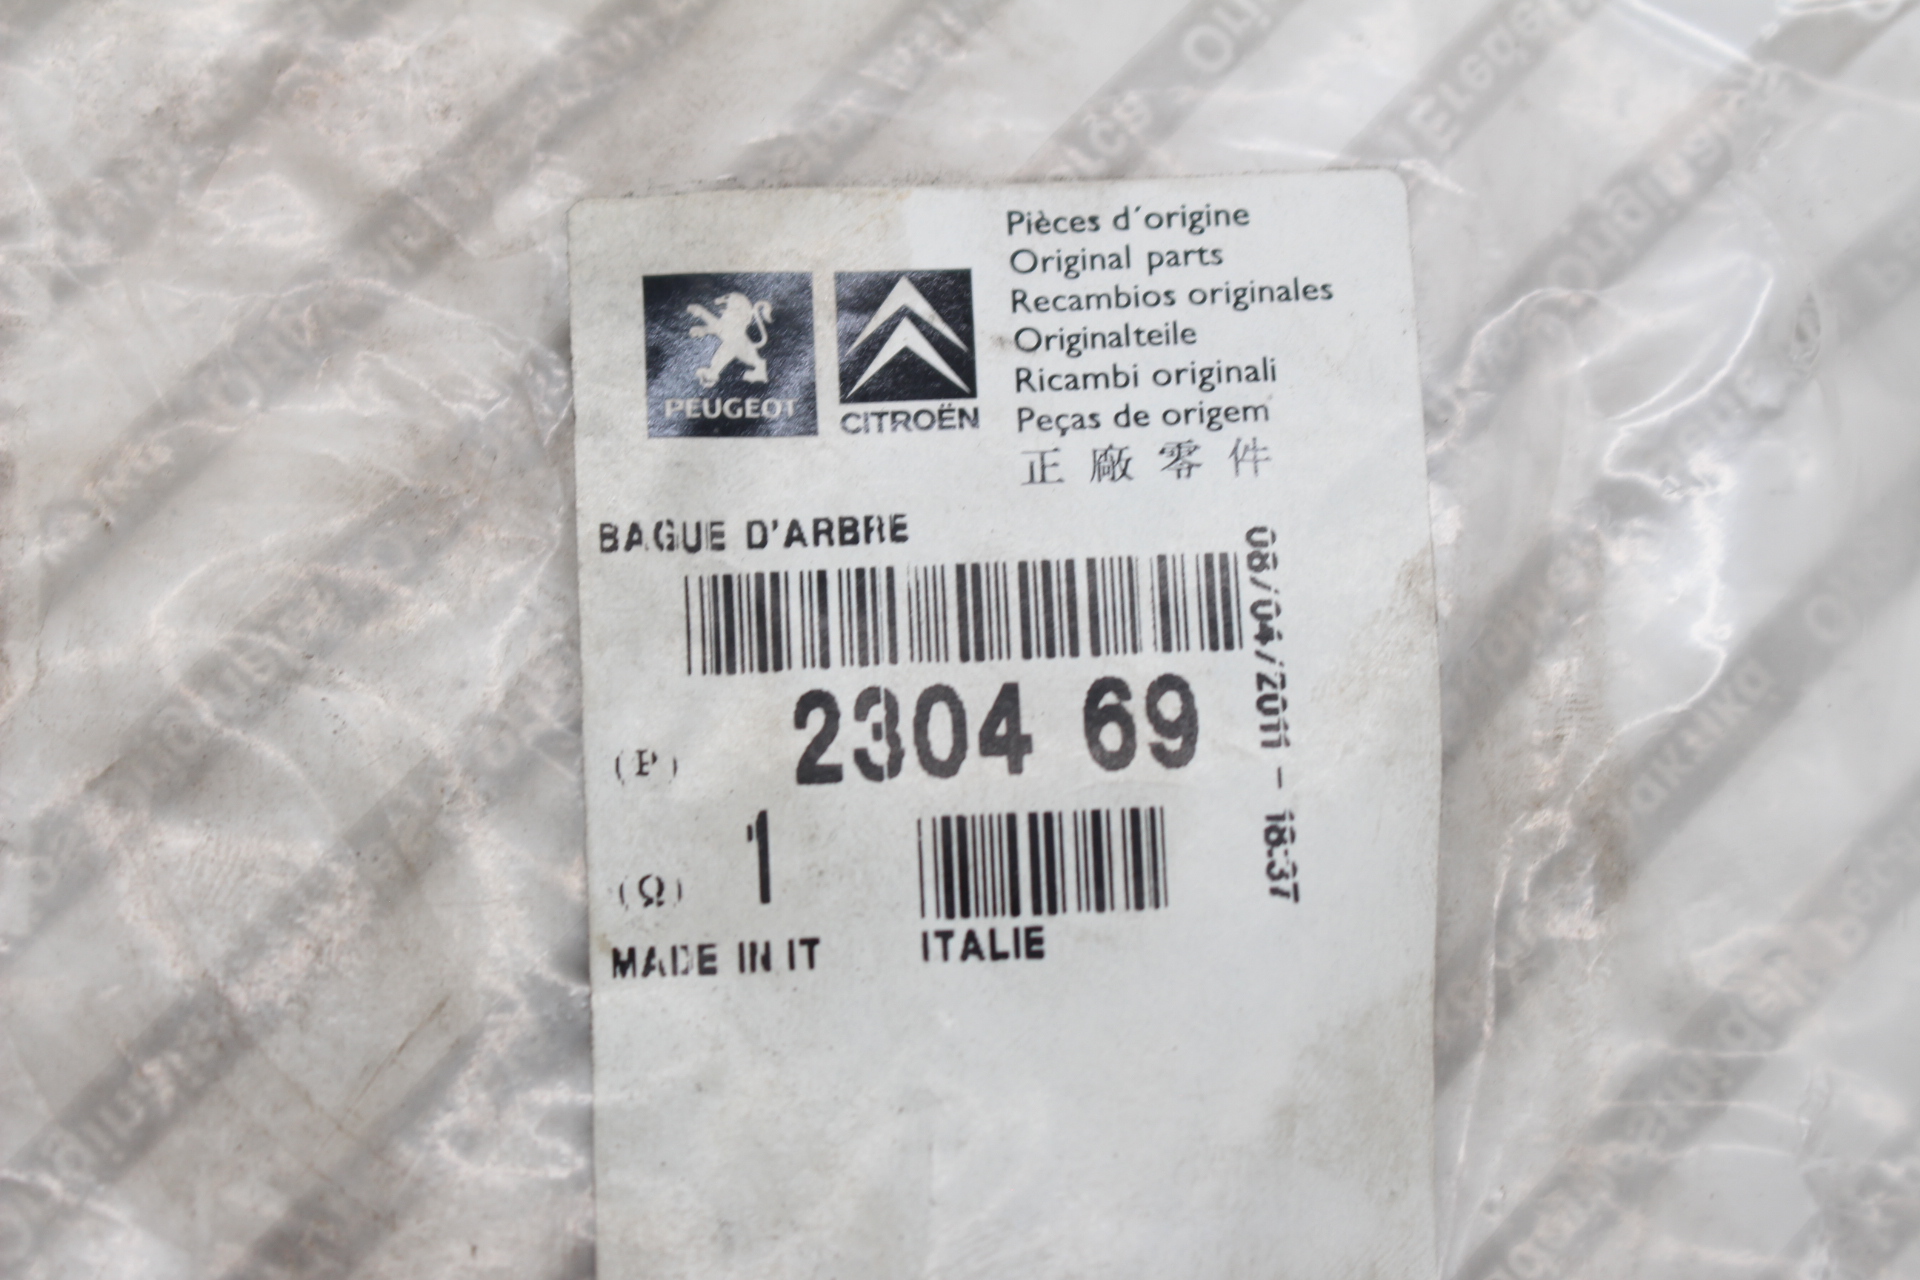 PEUGEOT
CITROËN
Pièces d'origine
Original parts
Recambios originales
Originalteile
Ricambi originali
Peças de origem
正廠零件
BAGUE D'ARBRE
08/04/2011 - 18:37
(P) 2304 69
(Q) 1
MADE IN IT
ITALIE